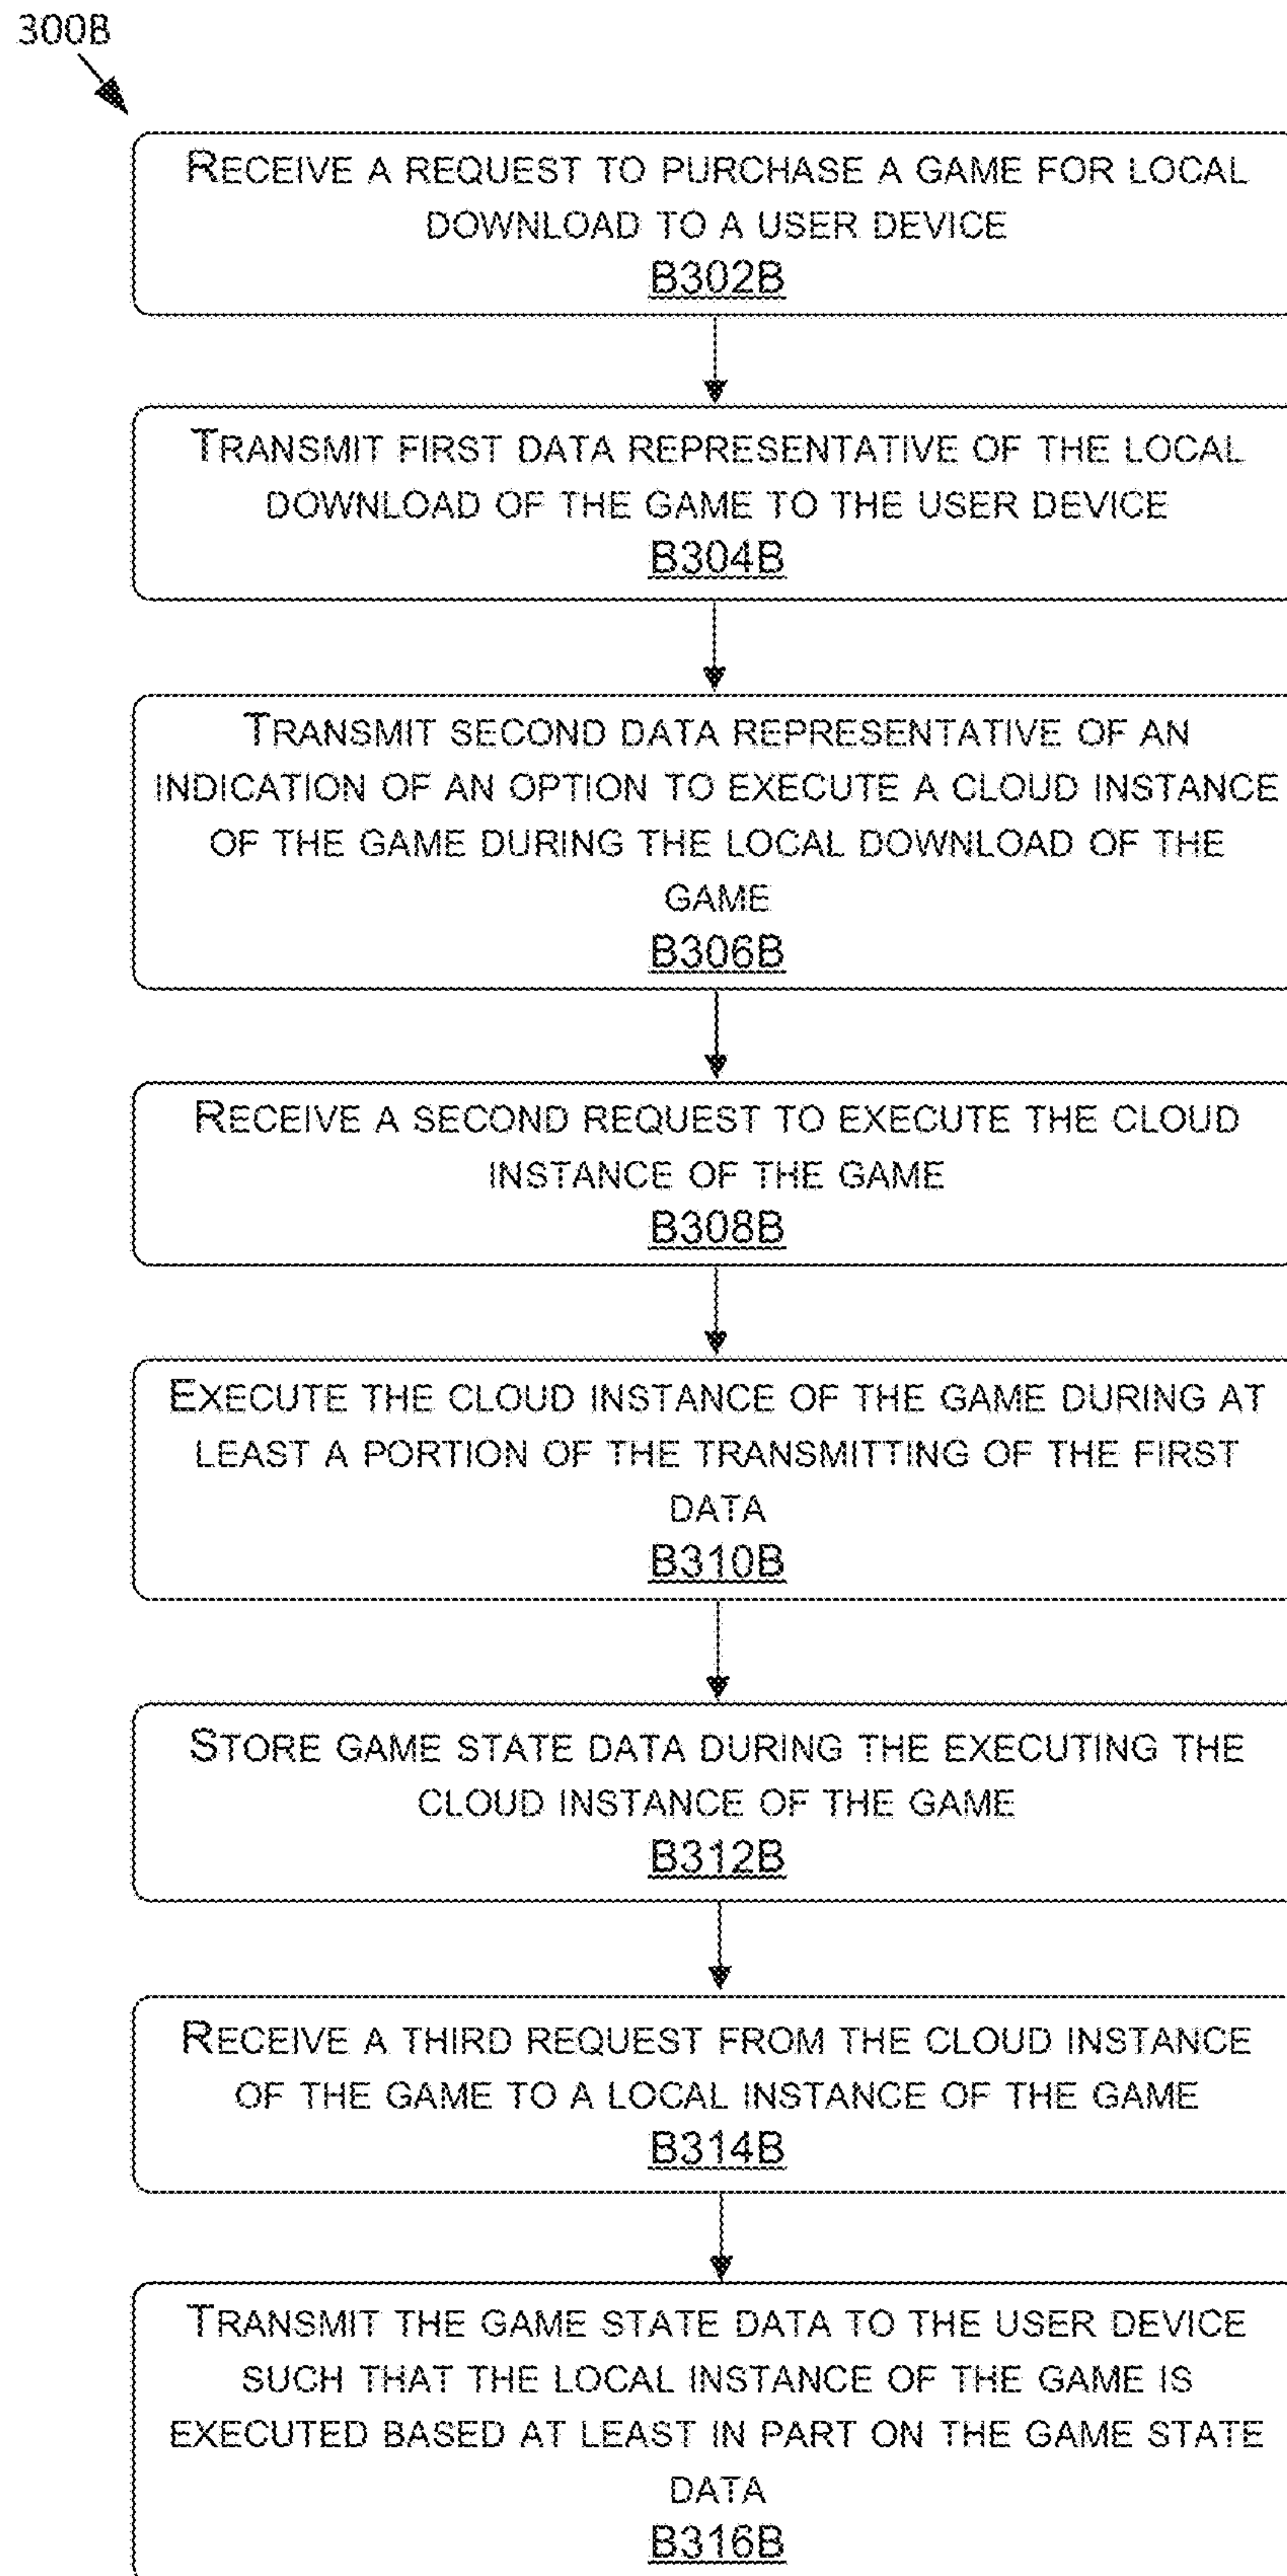 300B
RECEIVE A REQUEST TO PURCHASE A GAME FOR LOCAL
DOWNLOAD TO A USER DEVICE
B302B
TRANSMIT FIRST DATA REPRESENTATIVE OF THE LOCAL
DOWNLOAD OF THE GAME TO THE USER DEVICE
B304B
TRANSMIT SECOND DATA REPRESENTATIVE OF AN
INDICATION OF AN OPTION TO EXECUTE A CLOUD INSTANCE
OF THE GAME DURING THE LOCAL DOWNLOAD OF THE
GAME
B306B
RECEIVE A SECOND REQUEST TO EXECUTE THE CLOUD
INSTANCE OF THE GAME
B308B
EXECUTE THE CLOUD INSTANCE OF THE GAME DURING AT
LEAST A PORTION OF THE TRANSMITTING OF THE FIRST
DATA
B310B
STORE GAME STATE DATA DURING THE EXECUTING THE
CLOUD INSTANCE OF THE GAME
B312B
RECEIVE A THIRD REQUEST FROM THE CLOUD INSTANCE
OF THE GAME TO A LOCAL INSTANCE OF THE GAME
B314B
TRANSMIT THE GAME STATE DATA TO THE USER DEVICE
SUCH THAT THE LOCAL INSTANCE OF THE GAME IS
EXECUTED BASED AT LEAST IN PART ON THE GAME STATE
DATA
B316B